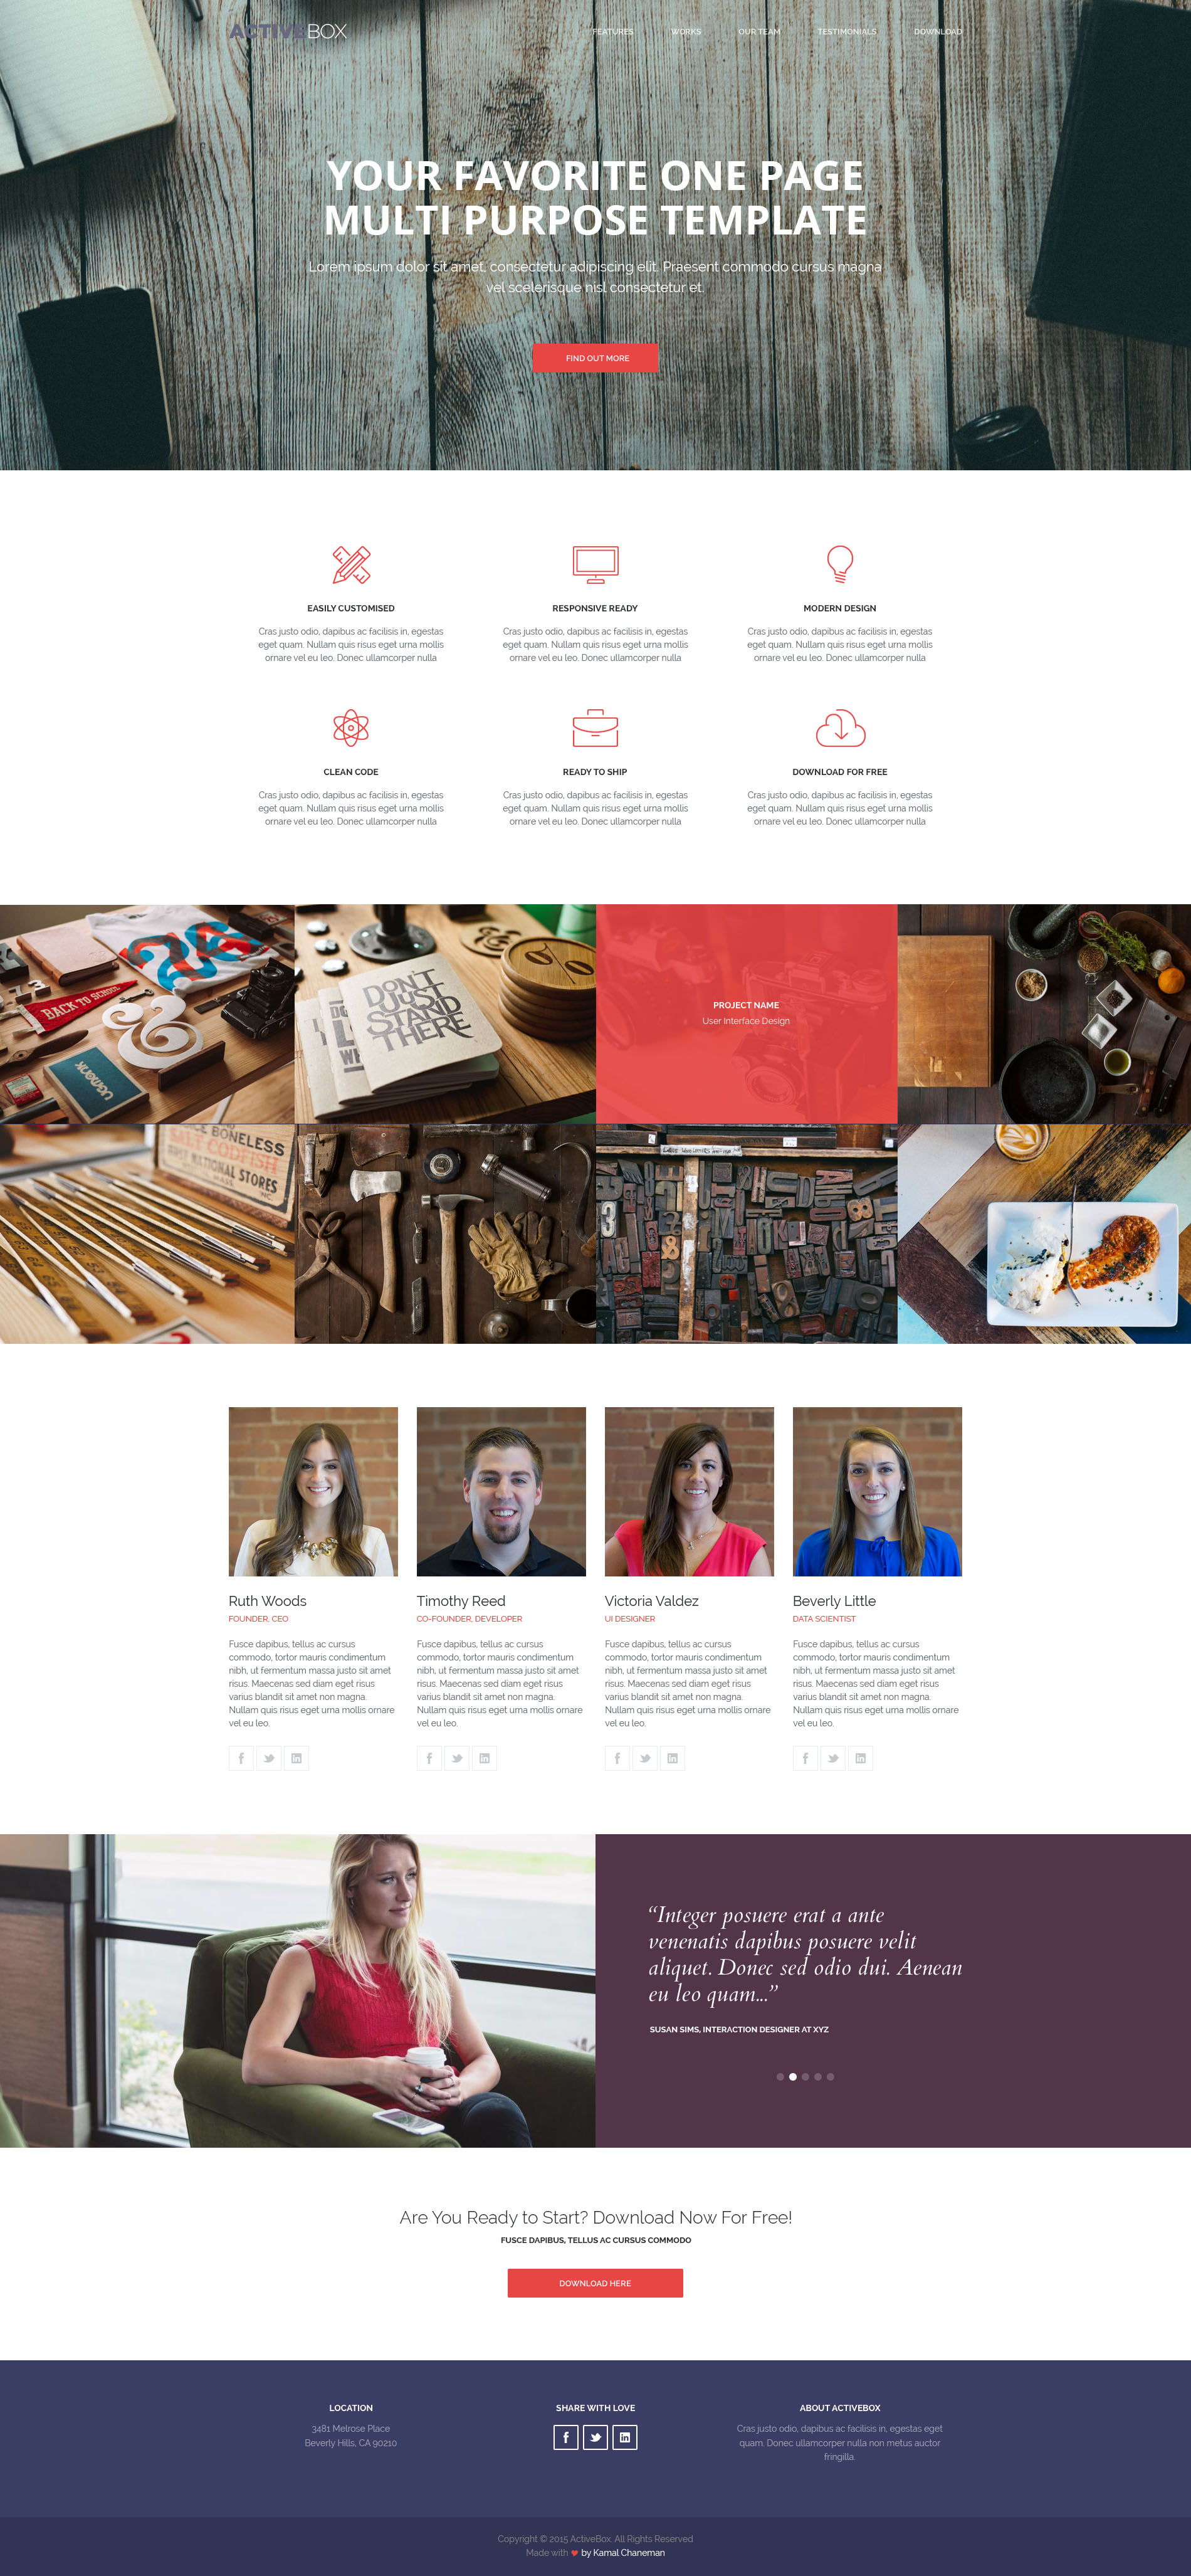 ACTIVEBOX
FEATURES WORKS OUR TEAM TESTIMONIALS DOWNLOAD
YOUR FAVORITE ONE PAGE
MULTI PURPOSE TEMPLATE
Lorem ipsum dolor sit amet, consectetur adipiscing elit. Praesent commodo cursus magna
vel scelerisque nisl consectetur et.
FIND OUT MORE
EASILY CUSTOMISED
Cras justo odio, dapibus ac facilisis in, egestas
eget quam. Nullam quis risus eget urna mollis
ornare vel eu leo. Donec ullamcorper nulla
RESPONSIVE READY
Cras justo odio, dapibus ac facilisis in, egestas
eget quam. Nullam quis risus eget urna mollis
ornare vel eu leo. Donec ullamcorper nulla
MODERN DESIGN
Cras justo odio, dapibus ac facilisis in, egestas
eget quam. Nullam quis risus eget urna mollis
ornare vel eu leo. Donec ullamcorper nulla
CLEAN CODE
Cras justo odio, dapibus ac facilisis in, egestas
eget quam. Nullam quis risus eget urna mollis
ornare vel eu leo. Donec ullamcorper nulla
READY TO SHIP
Cras justo odio, dapibus ac facilisis in, egestas
eget quam. Nullam quis risus eget urna mollis
ornare vel eu leo. Donec ullamcorper nulla
DOWNLOAD FOR FREE
Cras justo odio, dapibus ac facilisis in, egestas
eget quam. Nullam quis risus eget urna mollis
ornare vel eu leo. Donec ullamcorper nulla
BACK TO SCHOOL
&
UGMONK
DON'T
JUST
STAND
THERE
PROJECT NAME
User Interface Design
BONELESS
NATIONAL STORES
Ruth Woods
FOUNDER, CEO
Fusce dapibus, tellus ac cursus
commodo, tortor mauris condimentum
nibh, ut fermentum massa justo sit amet
risus. Maecenas sed diam eget risus
varius blandit sit amet non magna.
Nullam quis risus eget urna mollis ornare
vel eu leo.
Timothy Reed
CO-FOUNDER, DEVELOPER
Fusce dapibus, tellus ac cursus
commodo, tortor mauris condimentum
nibh, ut fermentum massa justo sit amet
risus. Maecenas sed diam eget risus
varius blandit sit amet non magna.
Nullam quis risus eget urna mollis ornare
vel eu leo.
Victoria Valdez
UI DESIGNER
Fusce dapibus, tellus ac cursus
commodo, tortor mauris condimentum
nibh, ut fermentum massa justo sit amet
risus. Maecenas sed diam eget risus
varius blandit sit amet non magna.
Nullam quis risus eget urna mollis ornare
vel eu leo.
Beverly Little
DATA SCIENTIST
Fusce dapibus, tellus ac cursus
commodo, tortor mauris condimentum
nibh, ut fermentum massa justo sit amet
risus. Maecenas sed diam eget risus
varius blandit sit amet non magna.
Nullam quis risus eget urna mollis ornare
vel eu leo.
“Integer posuere erat a ante
venenatis dapibus posuere velit
aliquet. Donec sed odio dui. Aenean
eu leo quam...”
SUSAN SIMS, INTERACTION DESIGNER AT XYZ
Are You Ready to Start? Download Now For Free!
FUSCE DAPIBUS, TELLUS AC CURSUS COMMODO
DOWNLOAD HERE
LOCATION
3481 Melrose Place
Beverly Hills, CA 90210
SHARE WITH LOVE
ABOUT ACTIVEBOX
Cras justo odio, dapibus ac facilisis in, egestas eget
quam. Donec ullamcorper nulla non metus auctor
fringilla.
Copyright © 2015 ActiveBox. All Rights Reserved
Made with ♥ by Kamal Chaneman